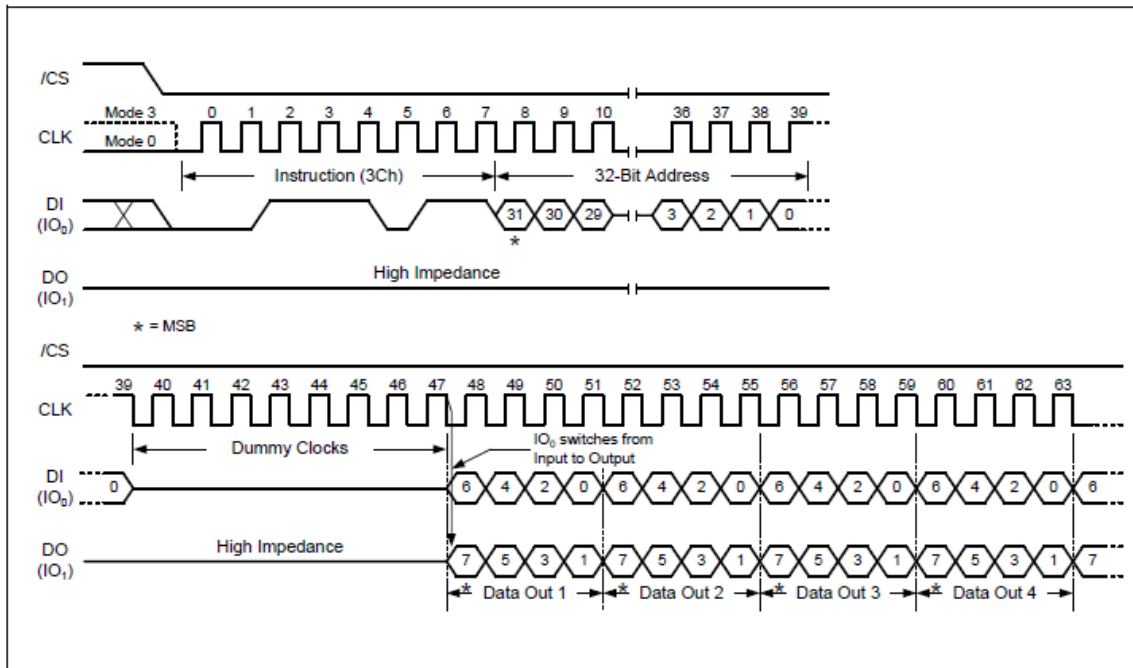 /CS
Mode 3 0 1 2 3 4 5 6 7 8 9 10 36 37 38 39
CLK
Mode 0
Instruction (3Ch) 32-Bit Address
DI
(IO₀)
31 30 29 3 2 1 0
*
High Impedance
DO
(IO₁)
* = MSB
/CS
39 40 41 42 43 44 45 46 47 48 49 50 51 52 53 54 55 56 57 58 59 60 61 62 63
CLK
Dummy Clocks
IO₀ switches from
Input to Output
DI
(IO₀)
0 6 4 2 0 6 4 2 0 6 4 2 0 6 4 2 0 6
High Impedance
DO
(IO₁)
7 5 3 1 7 5 3 1 7 5 3 1 7 5 3 1 7
* Data Out 1 * Data Out 2 * Data Out 3 * Data Out 4